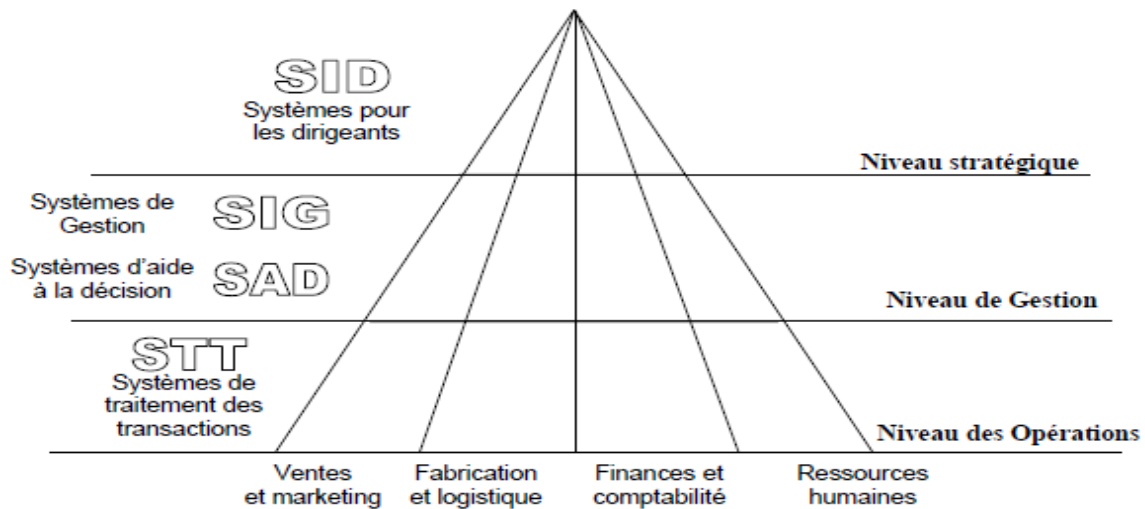 SID
Systèmes pour
les dirigeants
Niveau stratégique
Systèmes de
Gestion
SIG
Systèmes d'aide
à la décision
SAD
Niveau de Gestion
STT
Systèmes de
traitement des
transactions
Niveau des Opérations
Ventes
et marketing
Fabrication
et logistique
Finances et
comptabilité
Ressources
humaines